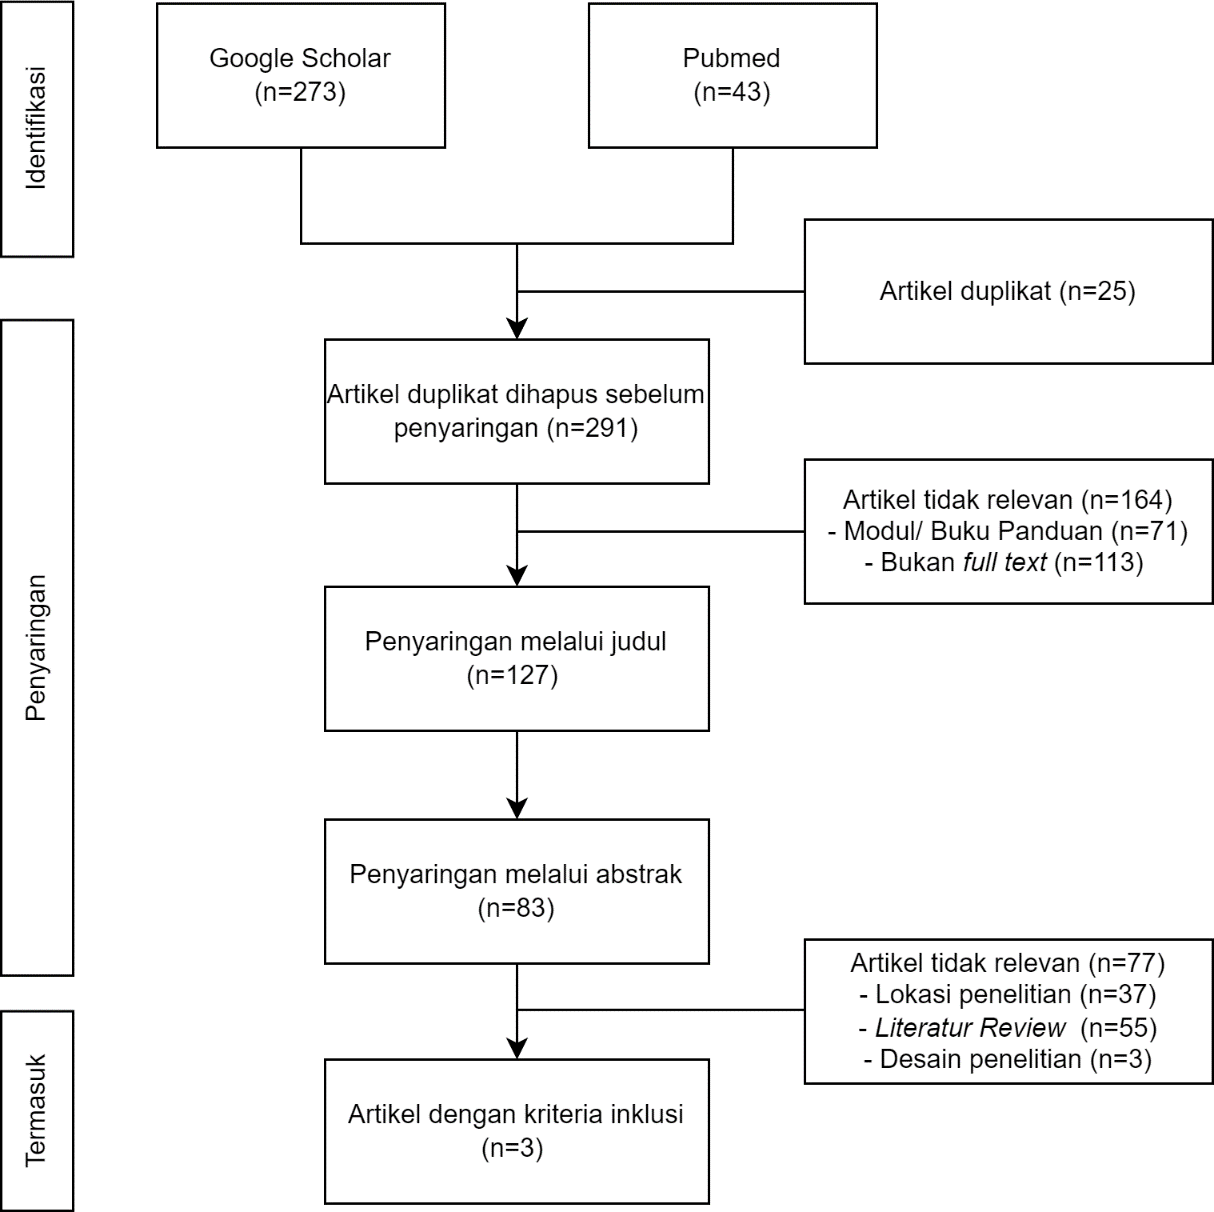 Identifikasi
Google Scholar
(n=273)
Pubmed
(n=43)
Artikel duplikat (n=25)
Penyaringan
Artikel duplikat dihapus sebelum
penyaringan (n=291)
Artikel tidak relevan (n=164)
- Modul/ Buku Panduan (n=71)
- Bukan full text (n=113)
Penyaringan melalui judul
(n=127)
Penyaringan melalui abstrak
(n=83)
Artikel tidak relevan (n=77)
- Lokasi penelitian (n=37)
- Literatur Review (n=55)
- Desain penelitian (n=3)
Termasuk
Artikel dengan kriteria inklusi
(n=3)